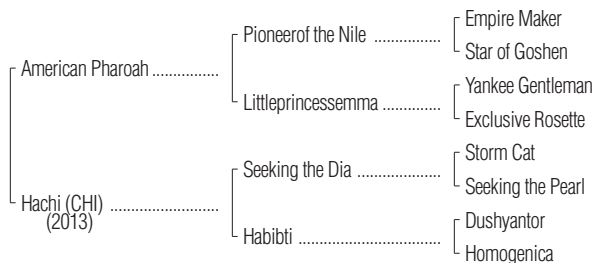 Empire Maker
Pioneerof the Nile ................
Star of Goshen
American Pharoah ................
Yankee Gentleman
Littleprincessemma ..............
Exclusive Rosette
Storm Cat
Seeking the Dia ....................
Seeking the Pearl
Hachi (CHI) ..........................
(2013)
Dushyantor
Habibti ..................................
Homogenica